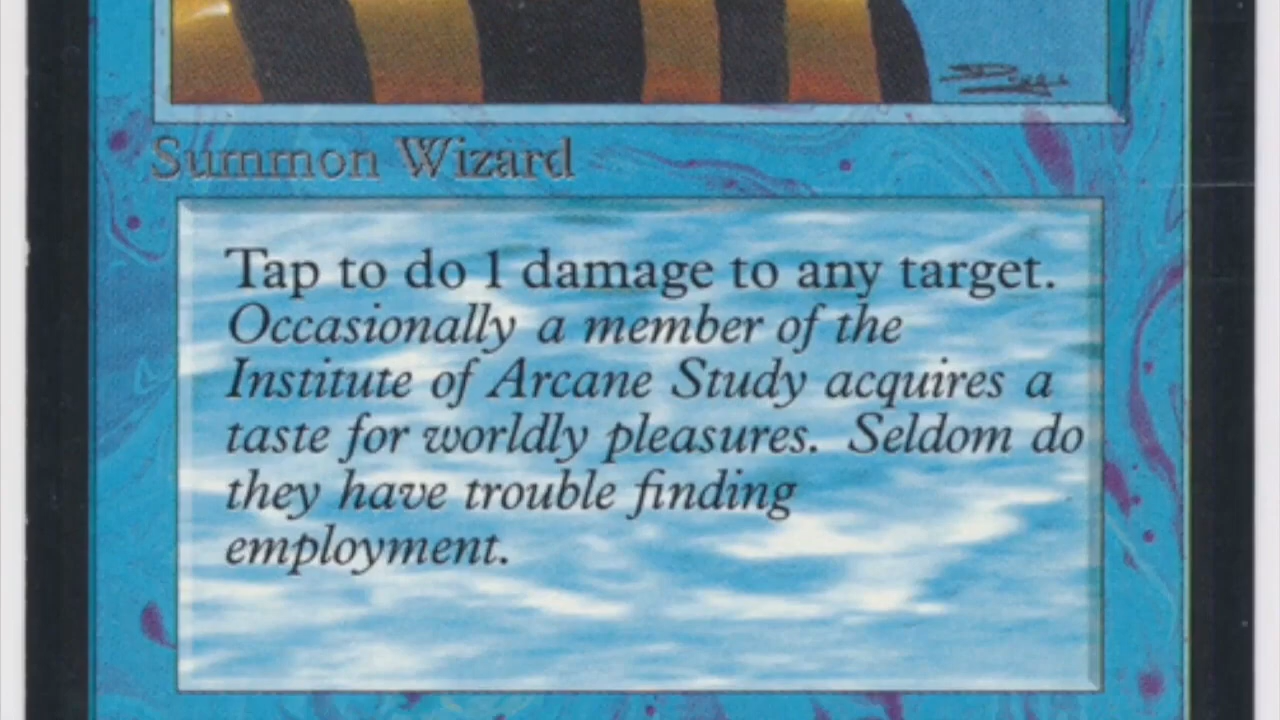 Summon Wizard
Tap to do 1 damage to any target.
Occasionally a member of the
Institute of Arcane Study acquires a
taste for worldly pleasures. Seldom do
they have trouble finding
employment.